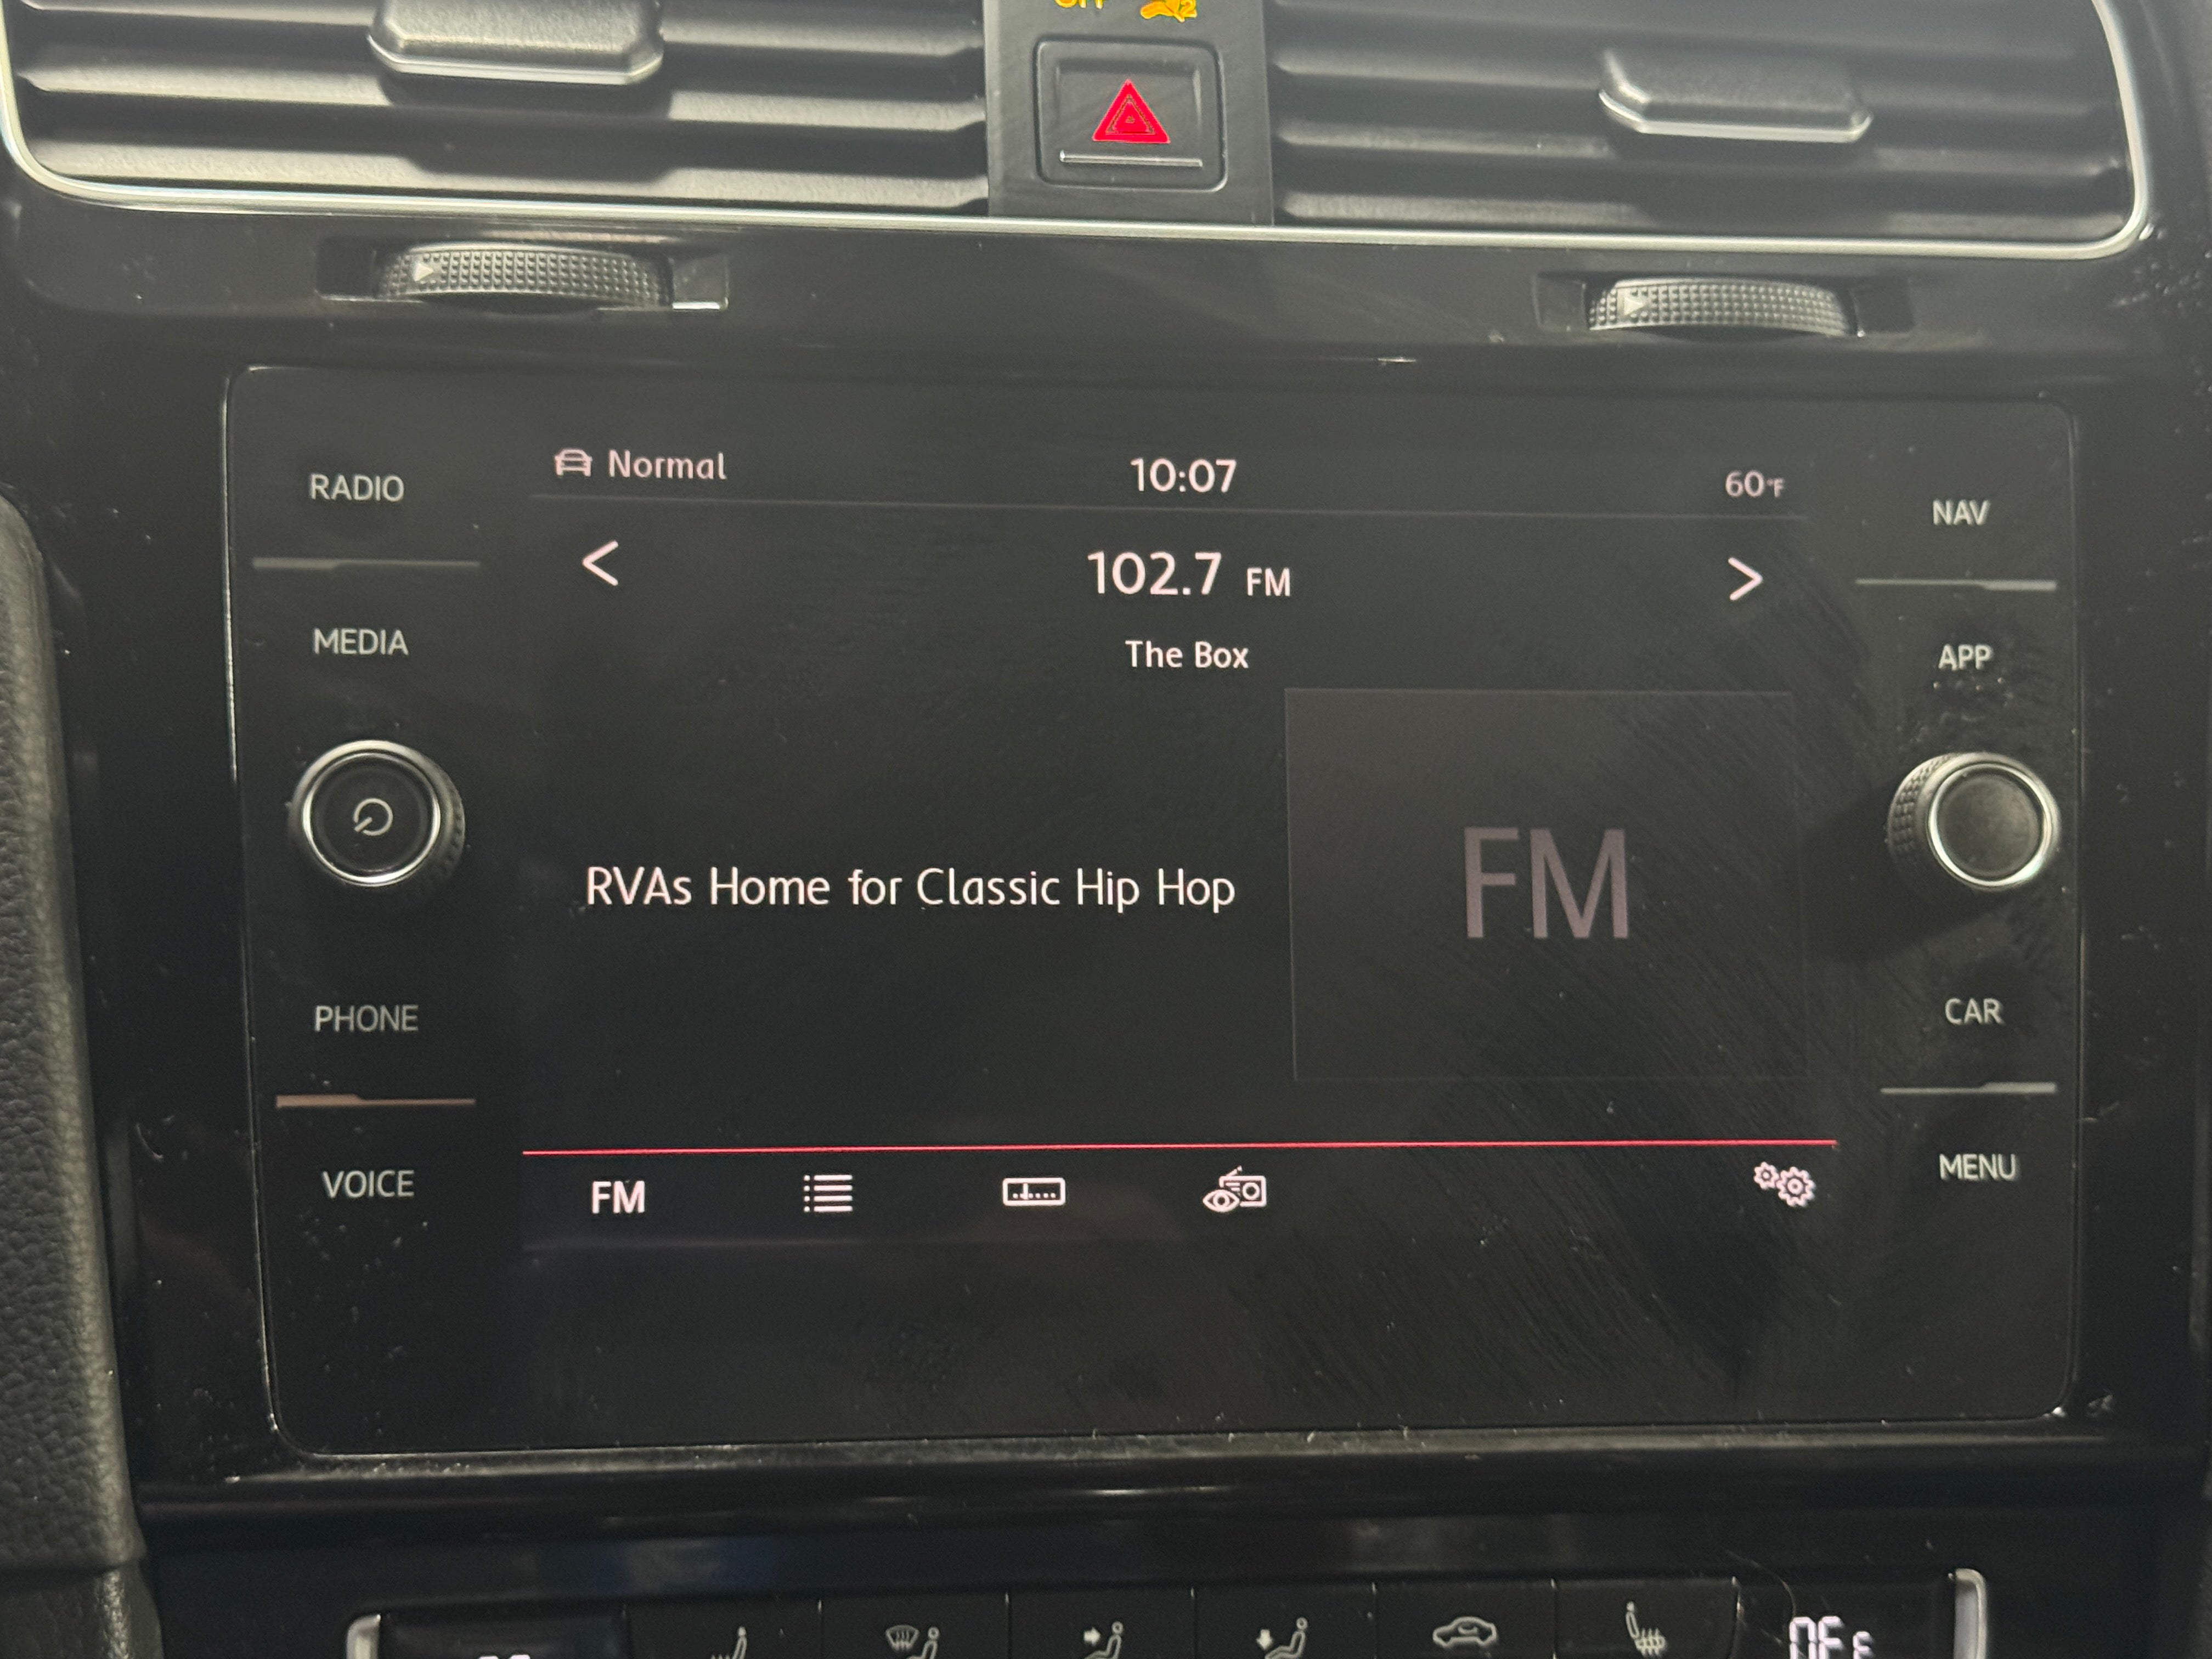 RADIO
Normal
10:07
60°F
NAV
102.7 FM
MEDIA
The Box
APP
RVAs Home for Classic Hip Hop
FM
PHONE
CAR
VOICE
FM
MENU